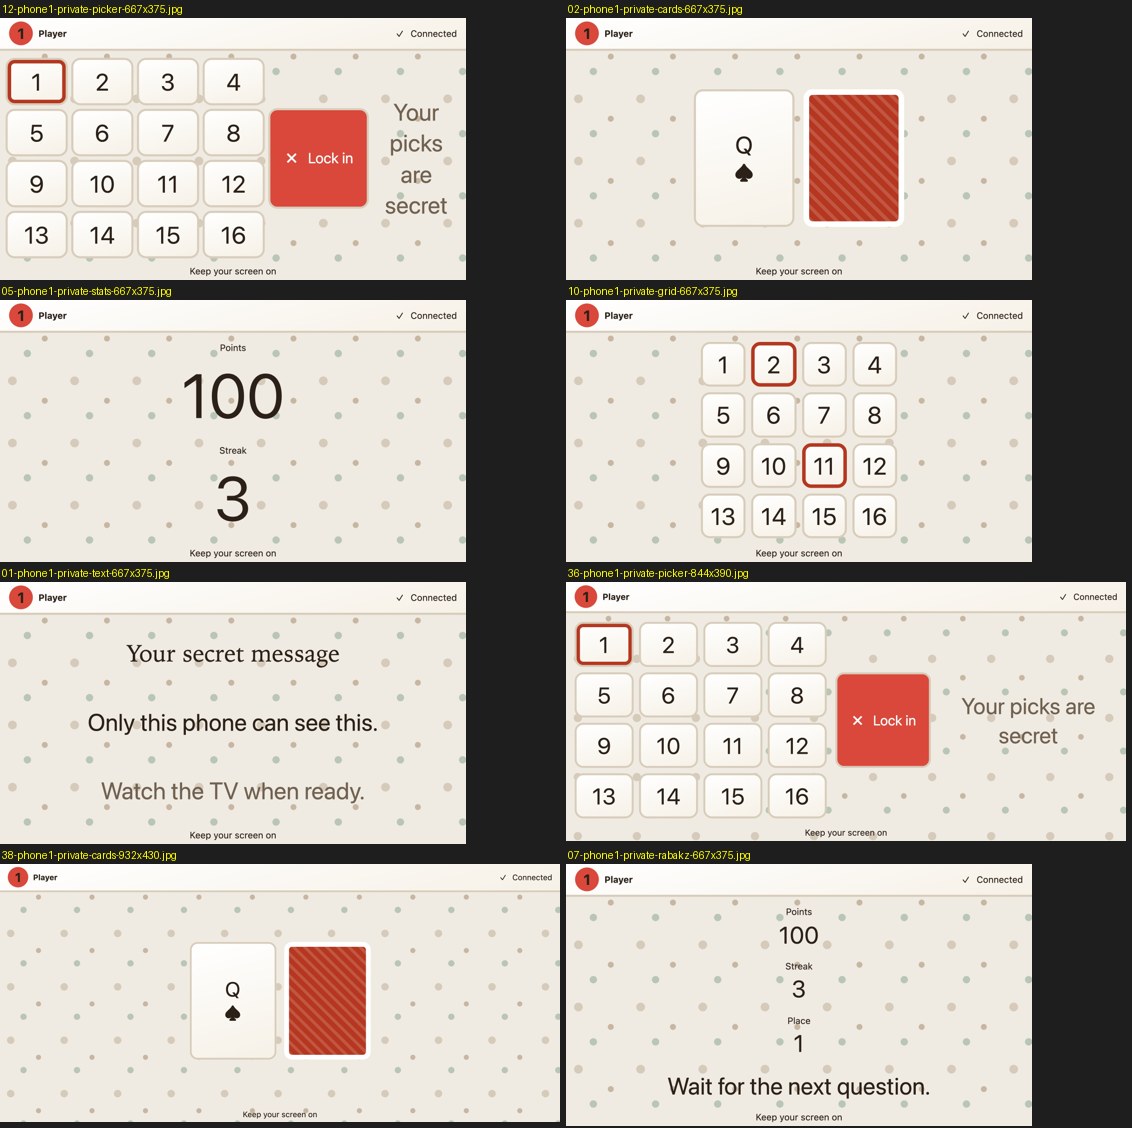 12-phone1-private-picker-667x375.jpg
1 Player ✓ Connected
1 2 3 4
5 6 7 8
9 10 11 12
13 14 15 16
✕ Lock in
Your
picks
are
secret
Keep your screen on
02-phone1-private-cards-667x375.jpg
1 Player ✓ Connected
Q
♠
Keep your screen on
05-phone1-private-stats-667x375.jpg
1 Player ✓ Connected
Points
100
Streak
3
Keep your screen on
10-phone1-private-grid-667x375.jpg
1 Player ✓ Connected
1 2 3 4
5 6 7 8
9 10 11 12
13 14 15 16
Keep your screen on
01-phone1-private-text-667x375.jpg
1 Player ✓ Connected
Your secret message
Only this phone can see this.
Watch the TV when ready.
Keep your screen on
36-phone1-private-picker-844x390.jpg
1 Player ✓ Connected
1 2 3 4
5 6 7 8
9 10 11 12
13 14 15 16
✕ Lock in
Your picks are
secret
Keep your screen on
38-phone1-private-cards-932x430.jpg
1 Player ✓ Connected
Q
♠
Keep your screen on
07-phone1-private-rabakz-667x375.jpg
1 Player ✓ Connected
Points
100
Streak
3
Place
1
Wait for the next question.
Keep your screen on